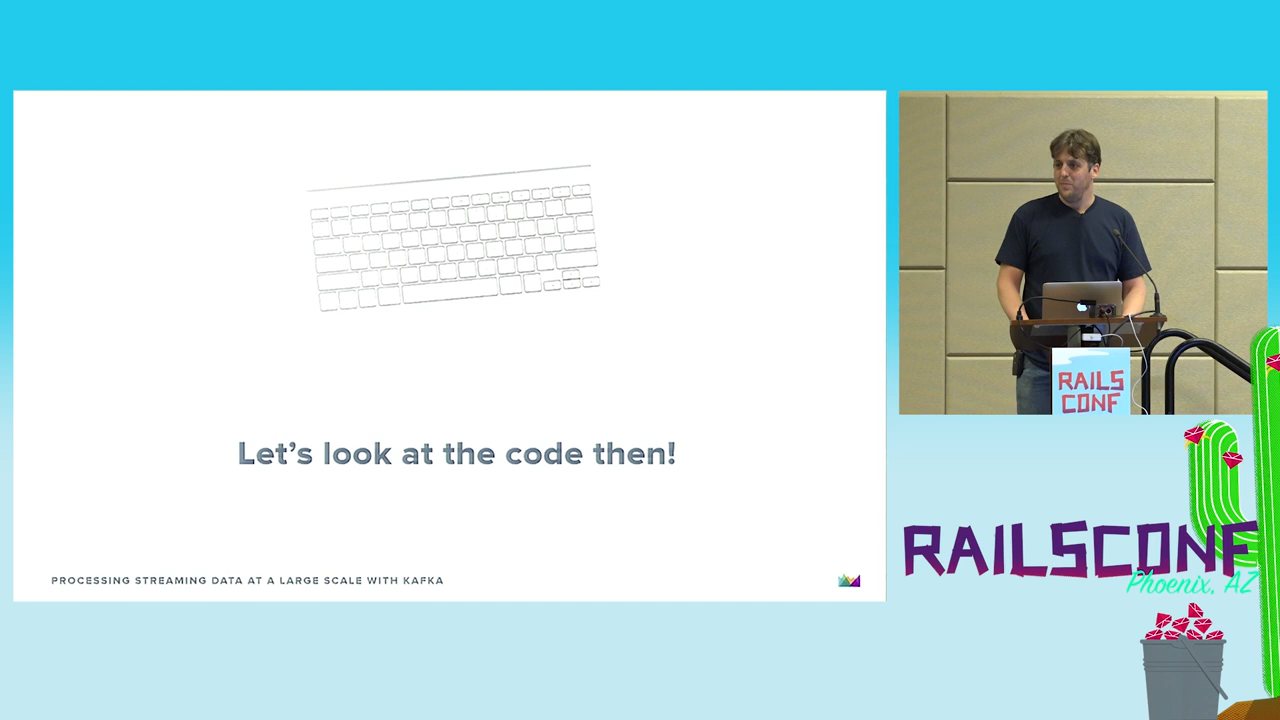 Let's look at the code then!
PROCESSING STREAMING DATA AT A LARGE SCALE WITH KAFKA
RAILS
CONF
RAILSCONF
Phoenix, AZ